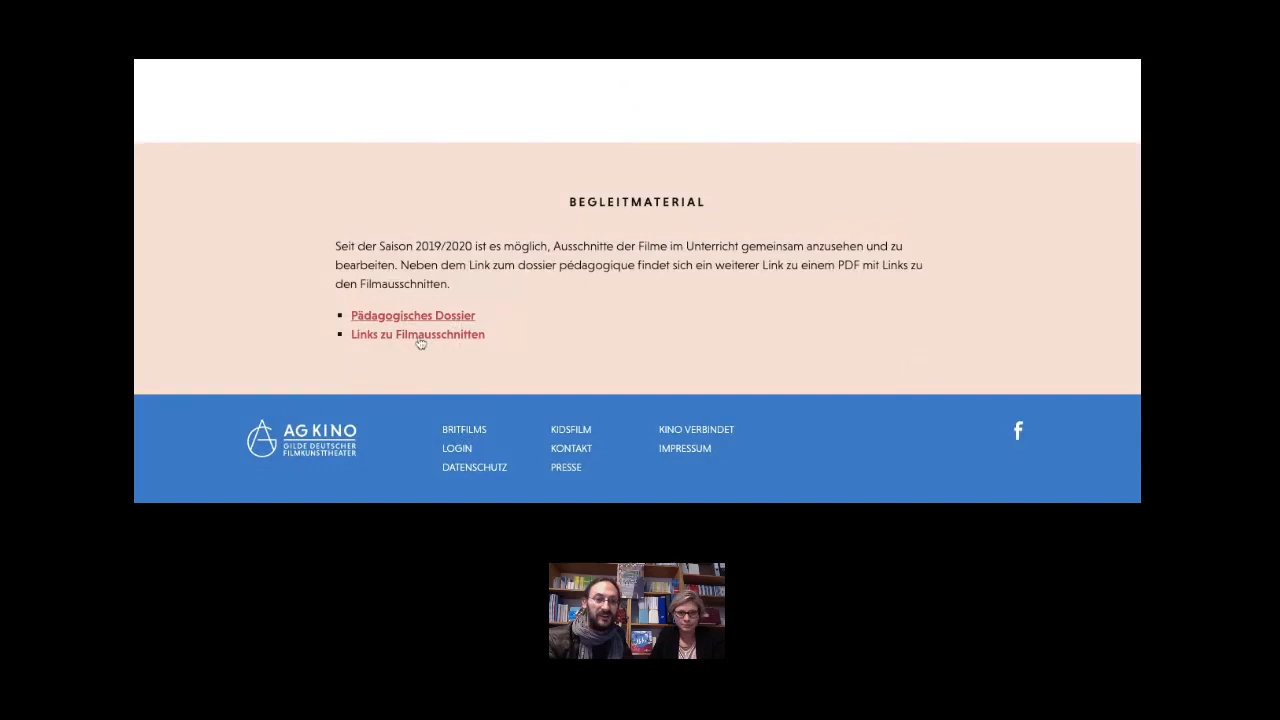 BEGLEITMATERIAL
Seit der Saison 2019/2020 ist es möglich, Ausschnitte der Filme im Unterricht gemeinsam anzusehen und zu
bearbeiten. Neben dem Link zum dossier pédagogique findet sich ein weiterer Link zu einem PDF mit Links zu
den Filmausschnitten.
Pädagogisches Dossier
Links zu Filmausschnitten
AG KINO
GILDE DEUTSCHER
FILMKUNSTTHEATER
BRITFILMS
LOGIN
DATENSCHUTZ
KIDSFILM
KONTAKT
PRESSE
KINO VERBINDET
IMPRESSUM
f